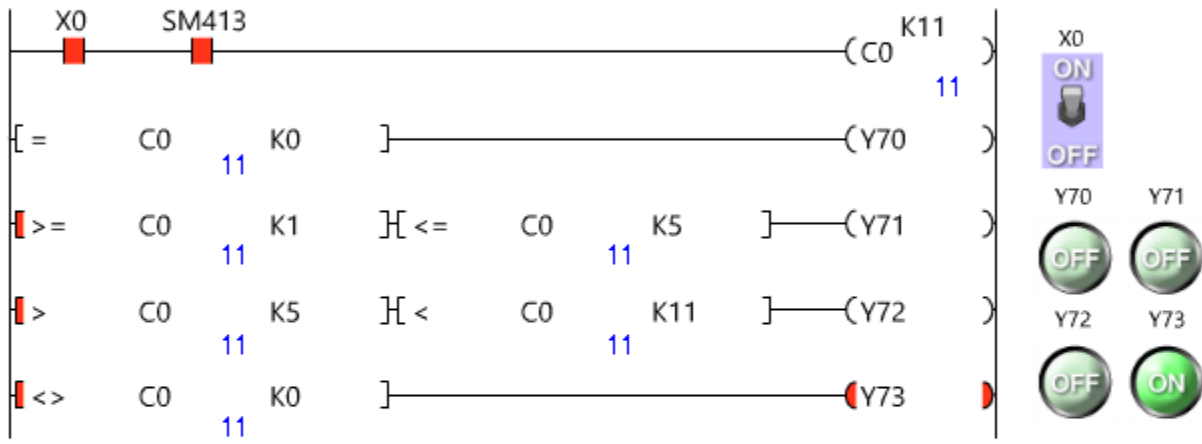 X0 SM413 K11
C0
11
X0
ON
OFF
= C0 K0 Y70
11
>= C0 K1 <= C0 K5 Y71
11 11
> C0 K5 < C0 K11 Y72
11 11
<> C0 K0 Y73
11
Y70 Y71
OFF OFF
Y72 Y73
OFF ON